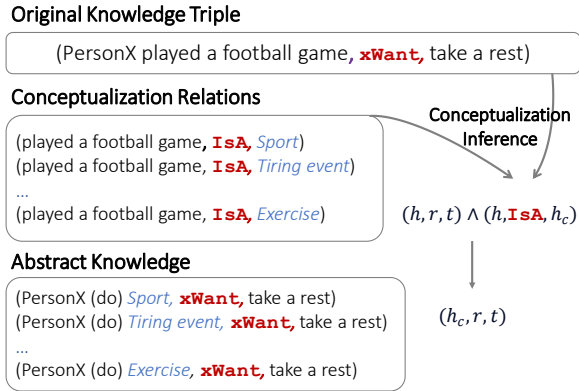 Original Knowledge Triple
(PersonX played a football game, xWant, take a rest)
Conceptualization Relations
(played a football game, IsA, Sport)
(played a football game, IsA, Tiring event)
...
(played a football game, IsA, Exercise)
Conceptualization
Inference
(h, r, t) ∧ (h, IsA, h_c)
Abstract Knowledge
(PersonX (do) Sport, xWant, take a rest)
(PersonX (do) Tiring event, xWant, take a rest)
...
(PersonX (do) Exercise, xWant, take a rest)
(h_c, r, t)